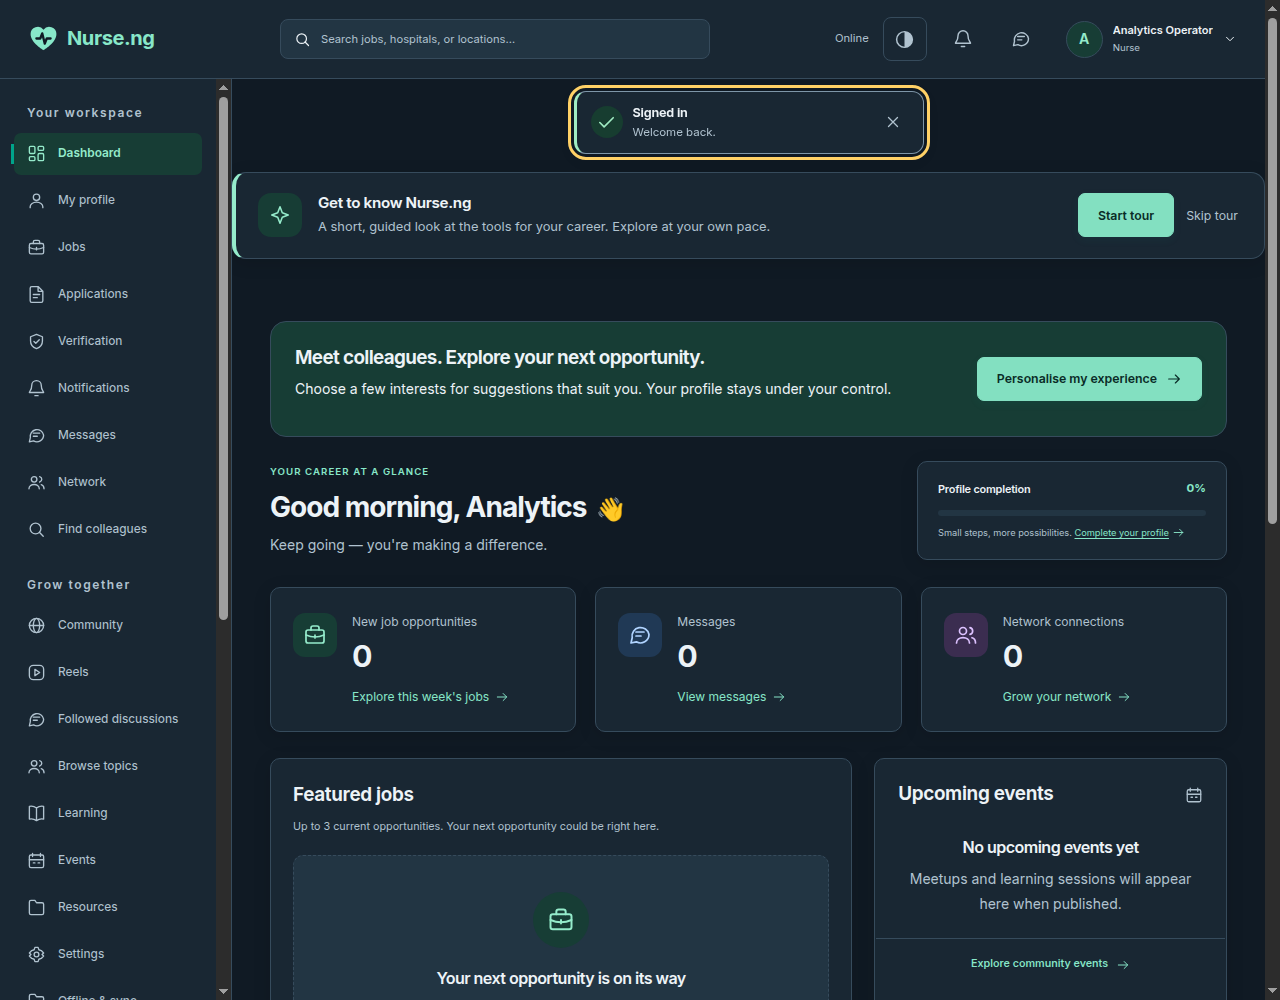 Nurse.ng
Search jobs, hospitals, or locations...
Online
A
Analytics Operator
Nurse
Your workspace
Dashboard
My profile
Jobs
Applications
Verification
Notifications
Messages
Network
Find colleagues
Grow together
Community
Reels
Followed discussions
Browse topics
Learning
Events
Resources
Settings
Offline & sync
Signed in
Welcome back.
Get to know Nurse.ng
A short, guided look at the tools for your career. Explore at your own pace.
Start tour
Skip tour
Meet colleagues. Explore your next opportunity.
Choose a few interests for suggestions that suit you. Your profile stays under your control.
Personalise my experience →
YOUR CAREER AT A GLANCE
Good morning, Analytics 👋
Keep going — you're making a difference.
Profile completion
0%
Small steps, more possibilities. Complete your profile →
New job opportunities
0
Explore this week's jobs →
Messages
0
View messages →
Network connections
0
Grow your network →
Featured jobs
Up to 3 current opportunities. Your next opportunity could be right here.
Your next opportunity is on its way
Upcoming events
No upcoming events yet
Meetups and learning sessions will appear
here when published.
Explore community events →